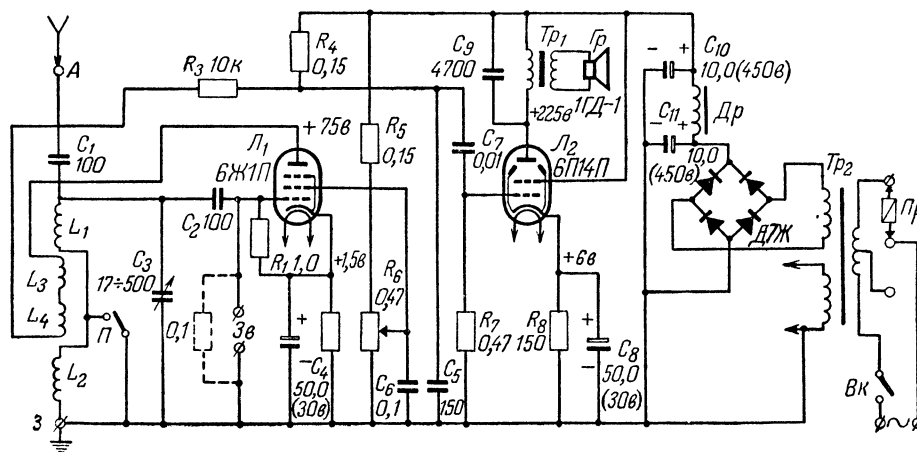 A
C₁
100
L₁
L₃
L₄
L₂
З
П
C₃
17÷500
R₃ 10к
C₂ 100
0,1
Зв
R₁ 1,0
Л₁
6Ж1П
+75в
+1,5в
C₄
50,0
(30в)
R₄
0,15
R₅
0,15
R₆
0,47
C₆
0,1
C₅
150
C₉
4700
C₇
0,01
R₇
0,47
Тр₁
Гр
1ГД-1
+225в
Л₂
6П14П
+6в
R₈
150
C₈
50,0
(30в)
- +
C₁₀
10,0(450в)
C₁₁
- +
10,0
(450в)
Др
Д7Ж
Тр₂
Пр
Вк
+
-
+
-